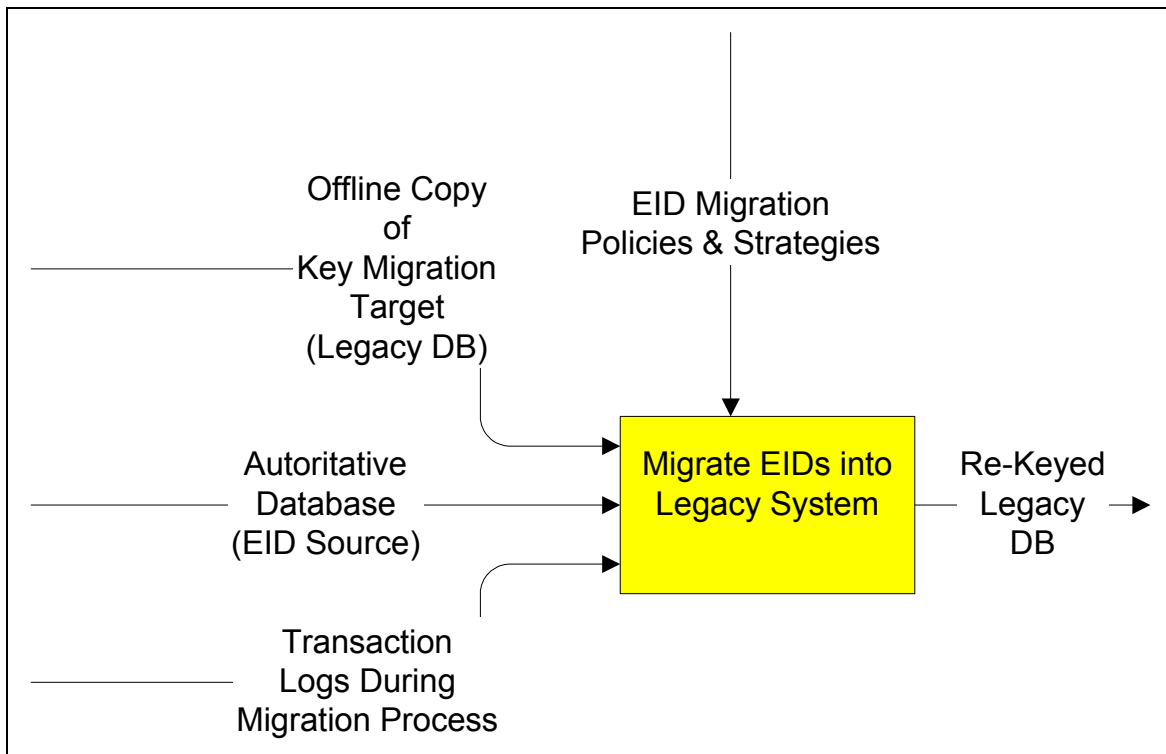 Offline Copy
of
Key Migration
Target
(Legacy DB)
EID Migration
Policies & Strategies
Autoritative
Database
(EID Source)
Migrate EIDs into
Legacy System
Re-Keyed
Legacy
DB
Transaction
Logs During
Migration Process